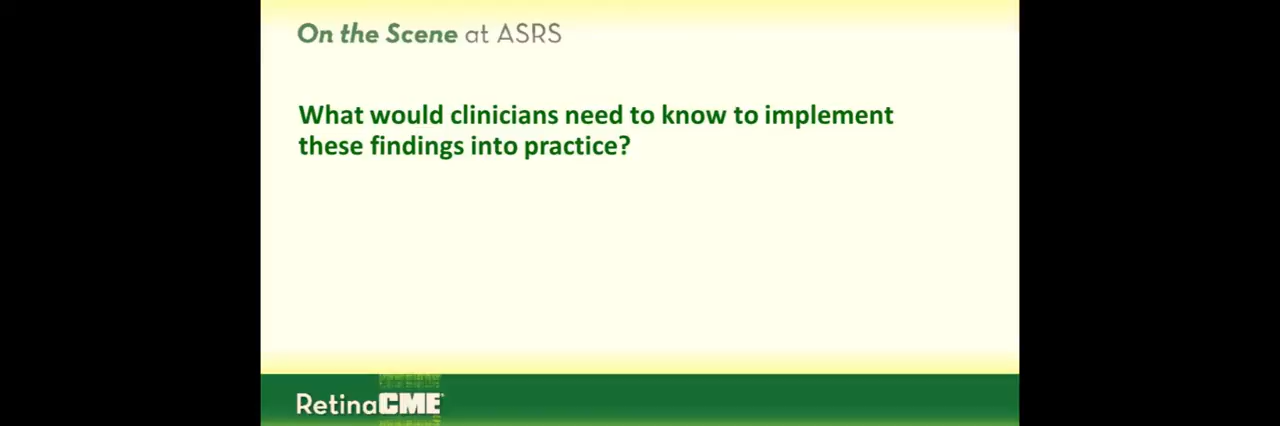 On the Scene at ASRS
What would clinicians need to know to implement
these findings into practice?
RetinaCME